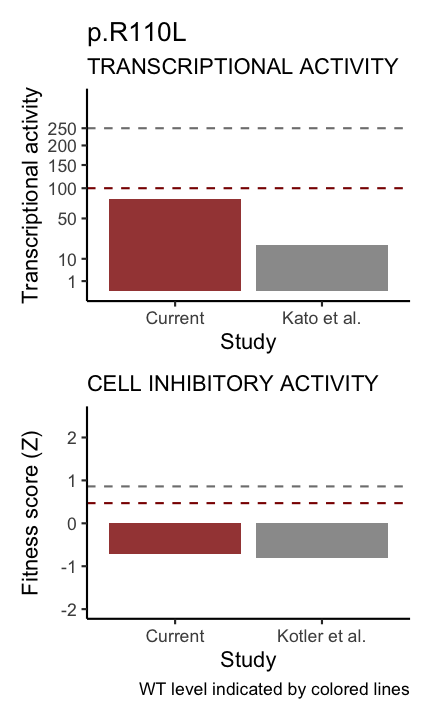 p.R110L
TRANSCRIPTIONAL ACTIVITY
Transcriptional activity
250
200
150
100
50
10
1
Current
Kato et al.
Study
CELL INHIBITORY ACTIVITY
Fitness score (Z)
2
1
0
-1
-2
Current
Kotler et al.
Study
WT level indicated by colored lines